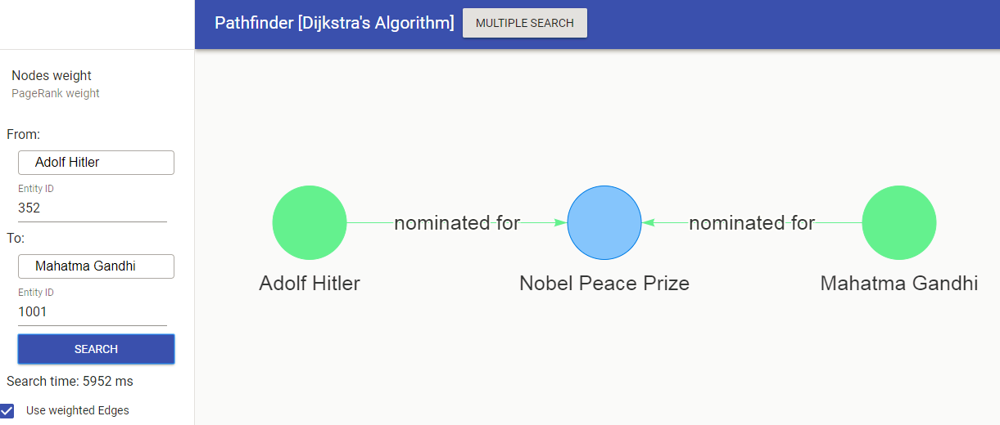 Pathfinder [Dijkstra's Algorithm]
MULTIPLE SEARCH
Nodes weight
PageRank weight
From:
Adolf Hitler
Entity ID
352
To:
Mahatma Gandhi
Entity ID
1001
SEARCH
Search time: 5952 ms
Use weighted Edges
nominated for
nominated for
Adolf Hitler
Nobel Peace Prize
Mahatma Gandhi